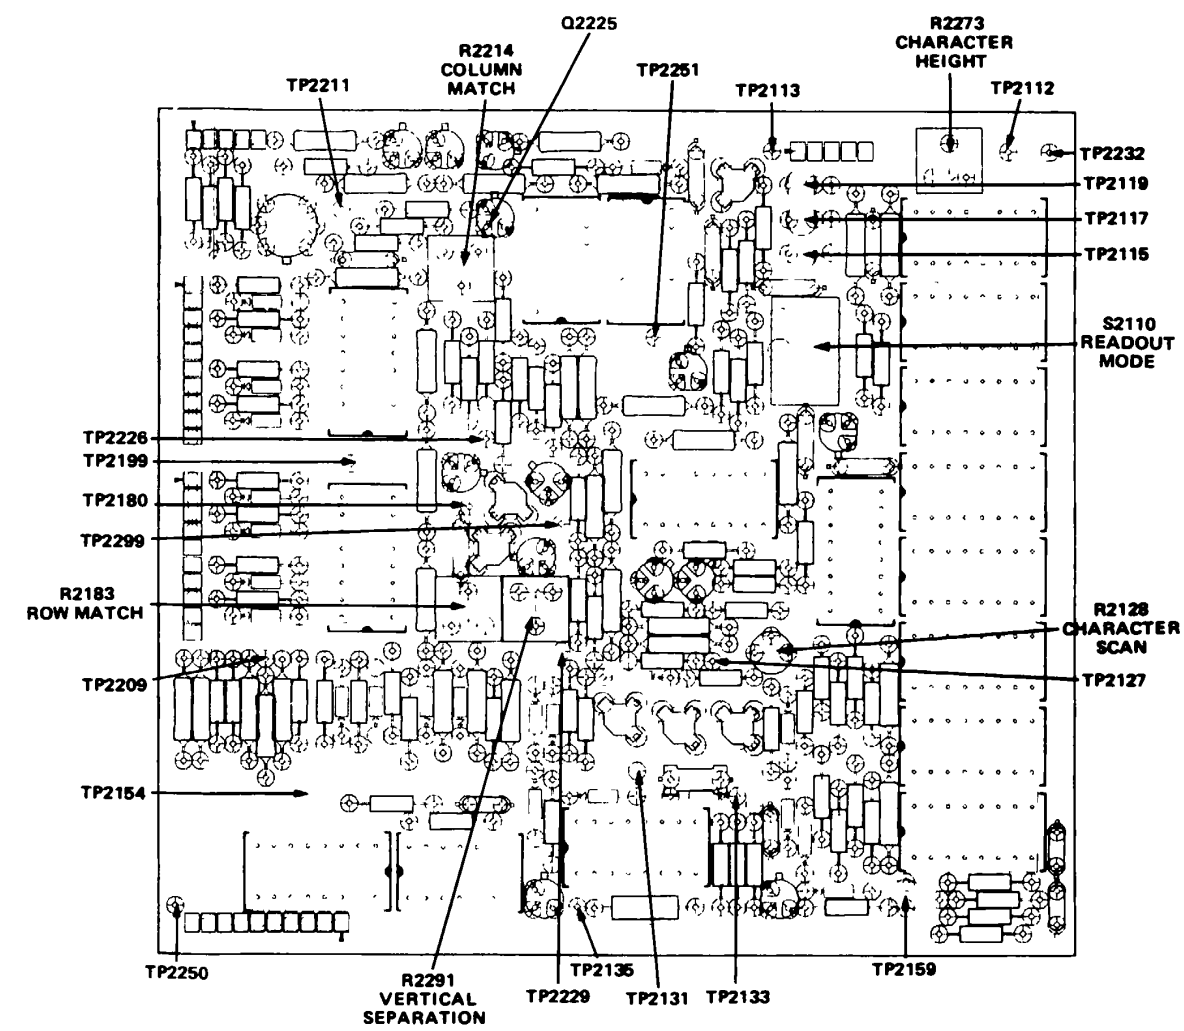 Q2225
R2273
CHARACTER
HEIGHT
R2214
COLUMN
MATCH
TP2211
TP2251
TP2113
TP2112
TP2232
TP2119
TP2117
TP2115
S2110
READOUT
MODE
TP2226
TP2199
TP2180
TP2299
R2183
ROW MATCH
R2128
CHARACTER
SCAN
TP2209
TP2127
TP2154
TP2250
R2291
VERTICAL
SEPARATION
TP2135
TP2229
TP2131
TP2133
TP2159